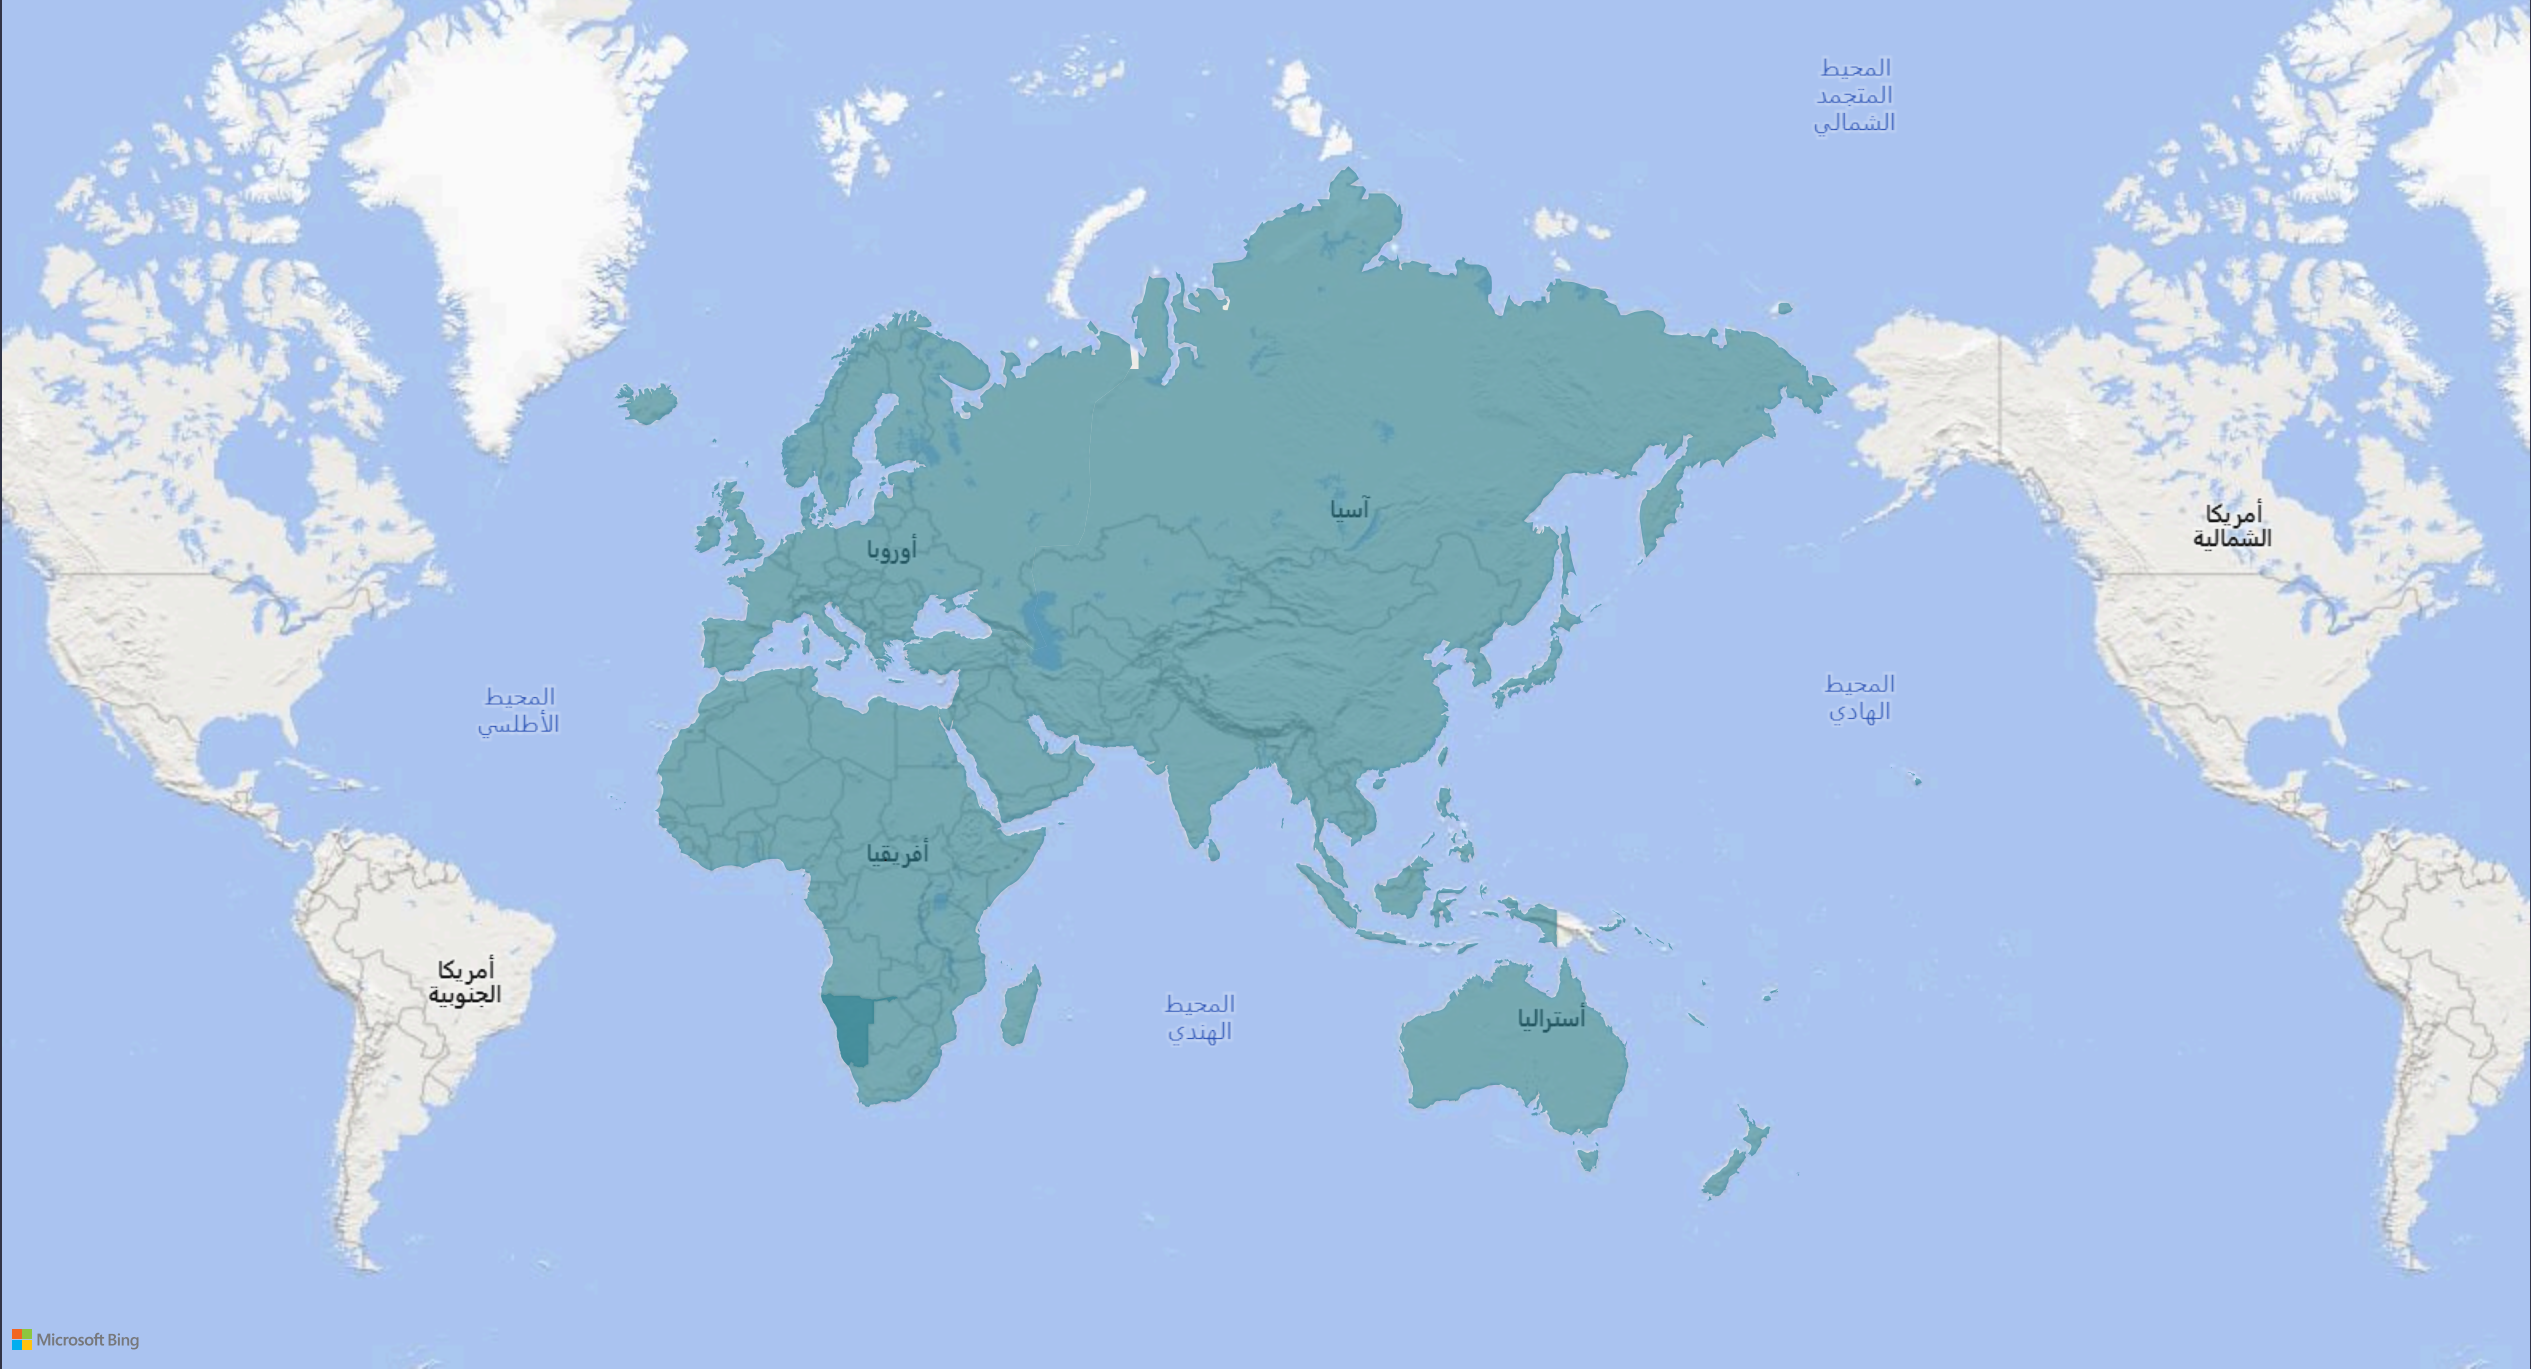 المحيط
المتجمد
الشمالي
آسيا
أمريكا
الشمالية
أوروبا
المحيط
الأطلسي
المحيط
الهادي
أفريقيا
أمريكا
الجنوبية
المحيط
الهندي
أستراليا
Microsoft Bing